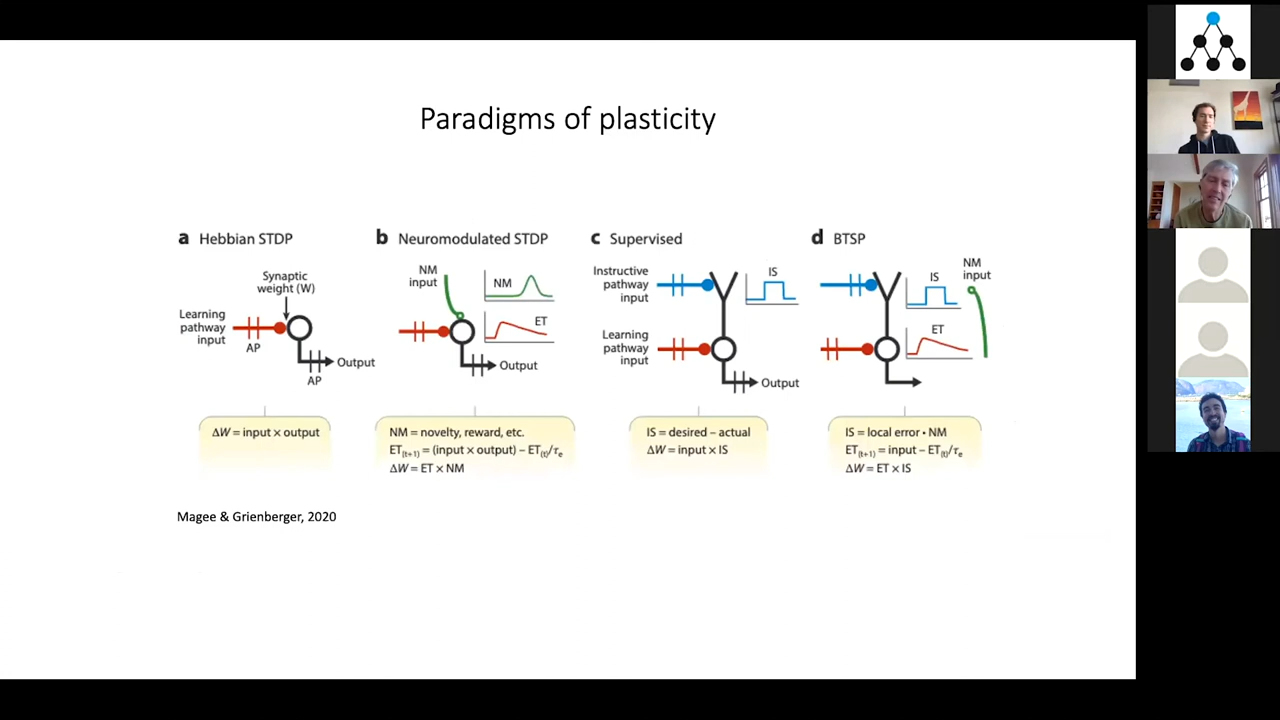 Paradigms of plasticity
a Hebbian STDP
Synaptic
weight (W)
Learning
pathway
input
AP
AP
Output
ΔW = input × output
b Neuromodulated STDP
NM
input
NM
ET
Output
NM = novelty, reward, etc.
ET(t+1) = (input × output) – ET(t)/τe
ΔW = ET × NM
c Supervised
Instructive
pathway
input
IS
Learning
pathway
input
Output
IS = desired – actual
ΔW = input × IS
d BTSP
NM
input
IS
ET
IS = local error • NM
ET(t+1) = input – ET(t)/τe
ΔW = ET × IS
Magee & Grienberger, 2020